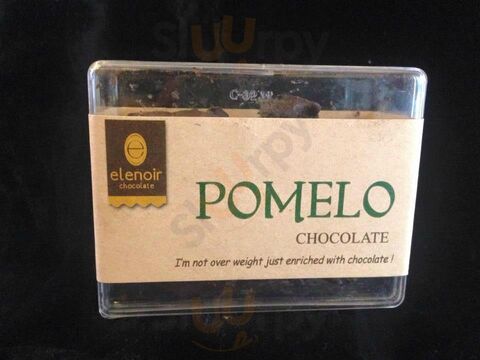 elenoir
chocolate
POMELO
CHOCOLATE
I'm not over weight just enriched with chocolate !